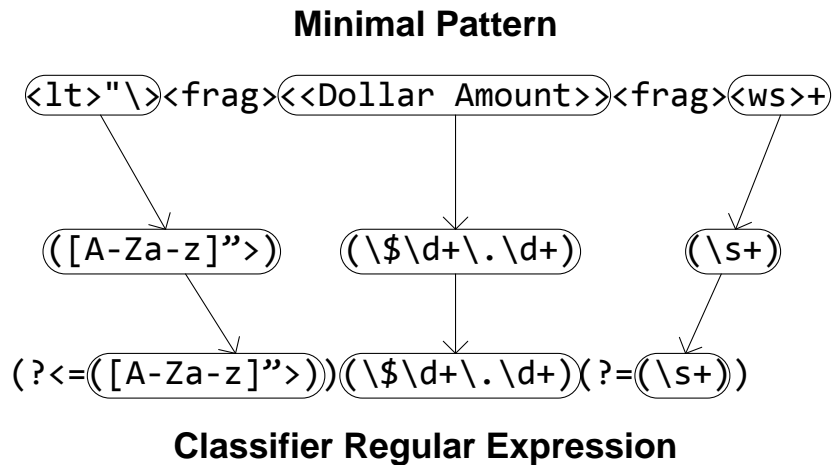 Minimal Pattern
<lt>"\><frag><<Dollar Amount>><frag><ws>+
([A-Za-z]”>) (\$\d+\.\d+) (\s+)
(?<=([A-Za-z]”>))(\$\d+\.\d+)(?=(\s+))
Classifier Regular Expression